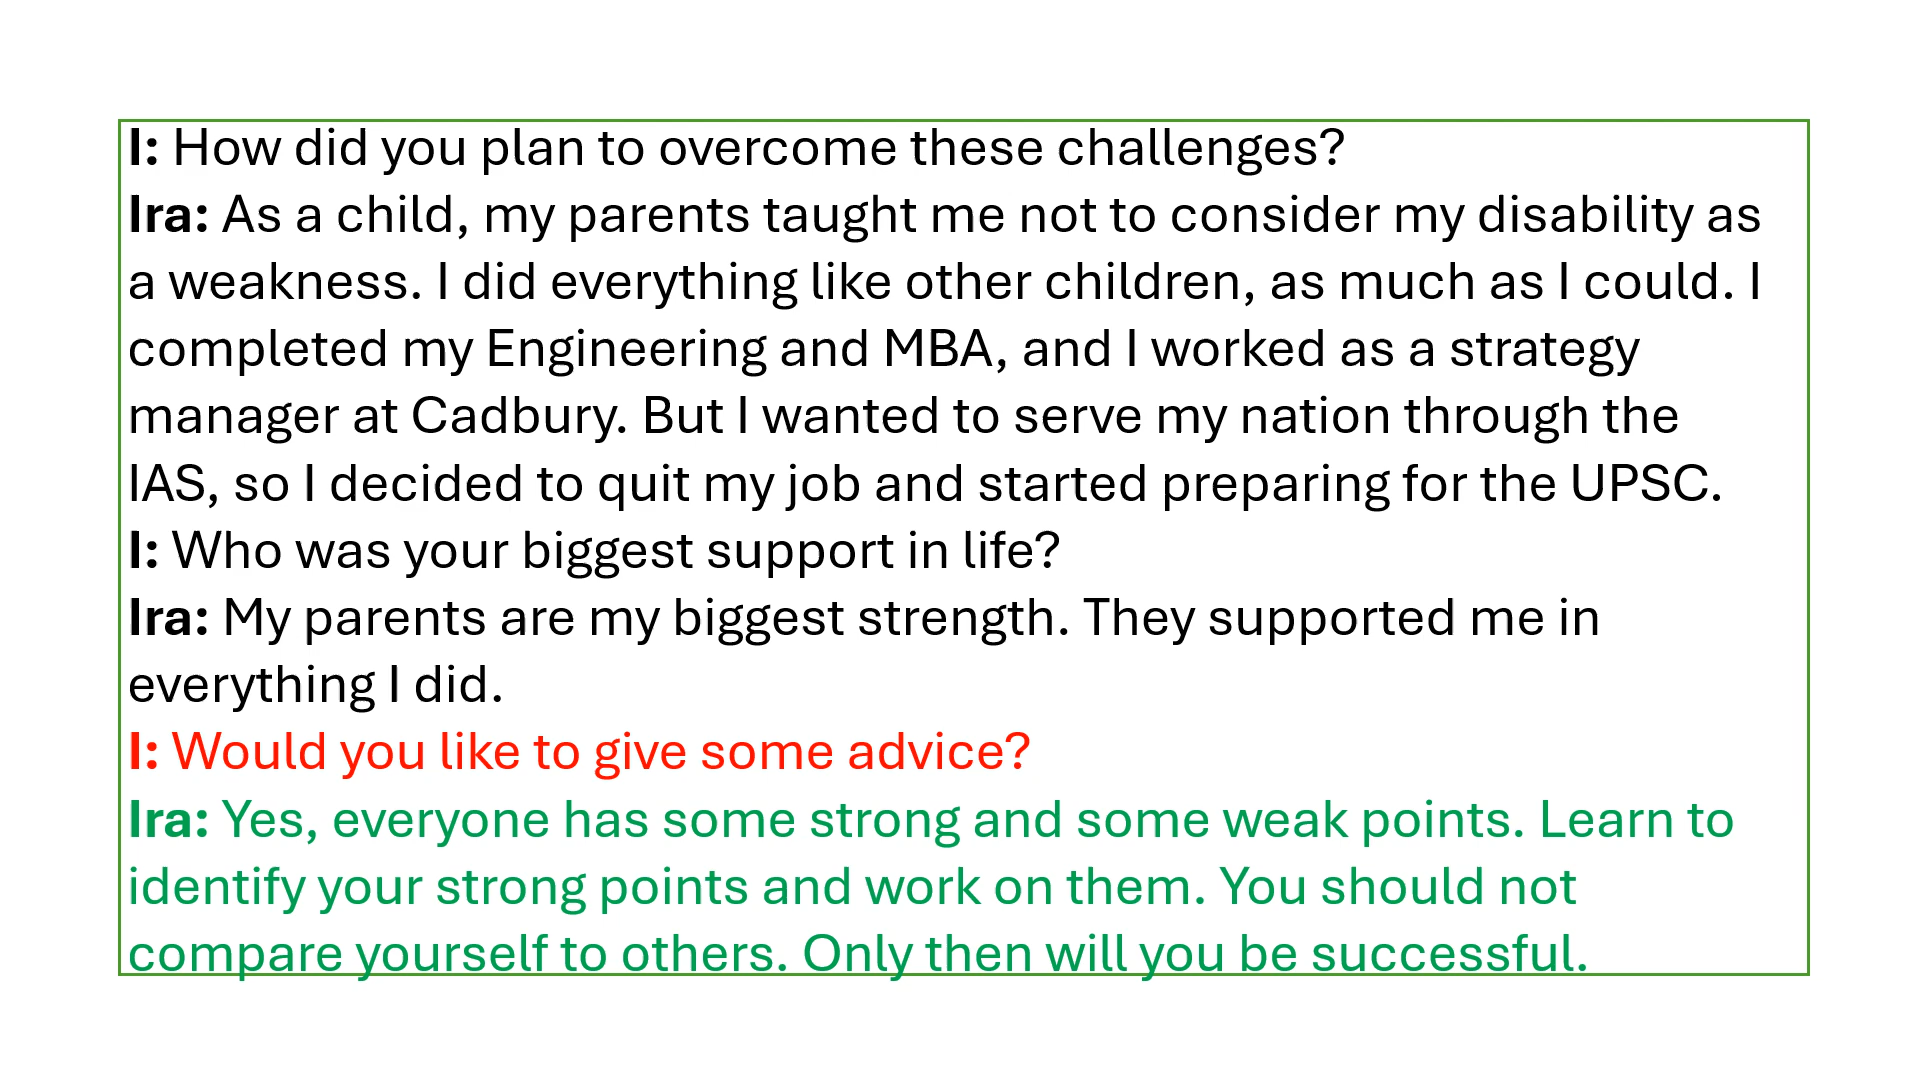 I: How did you plan to overcome these challenges?
Ira: As a child, my parents taught me not to consider my disability as
a weakness. I did everything like other children, as much as I could. I
completed my Engineering and MBA, and I worked as a strategy
manager at Cadbury. But I wanted to serve my nation through the
IAS, so I decided to quit my job and started preparing for the UPSC.
I: Who was your biggest support in life?
Ira: My parents are my biggest strength. They supported me in
everything I did.
I: Would you like to give some advice?
Ira: Yes, everyone has some strong and some weak points. Learn to
identify your strong points and work on them. You should not
compare yourself to others. Only then will you be successful.